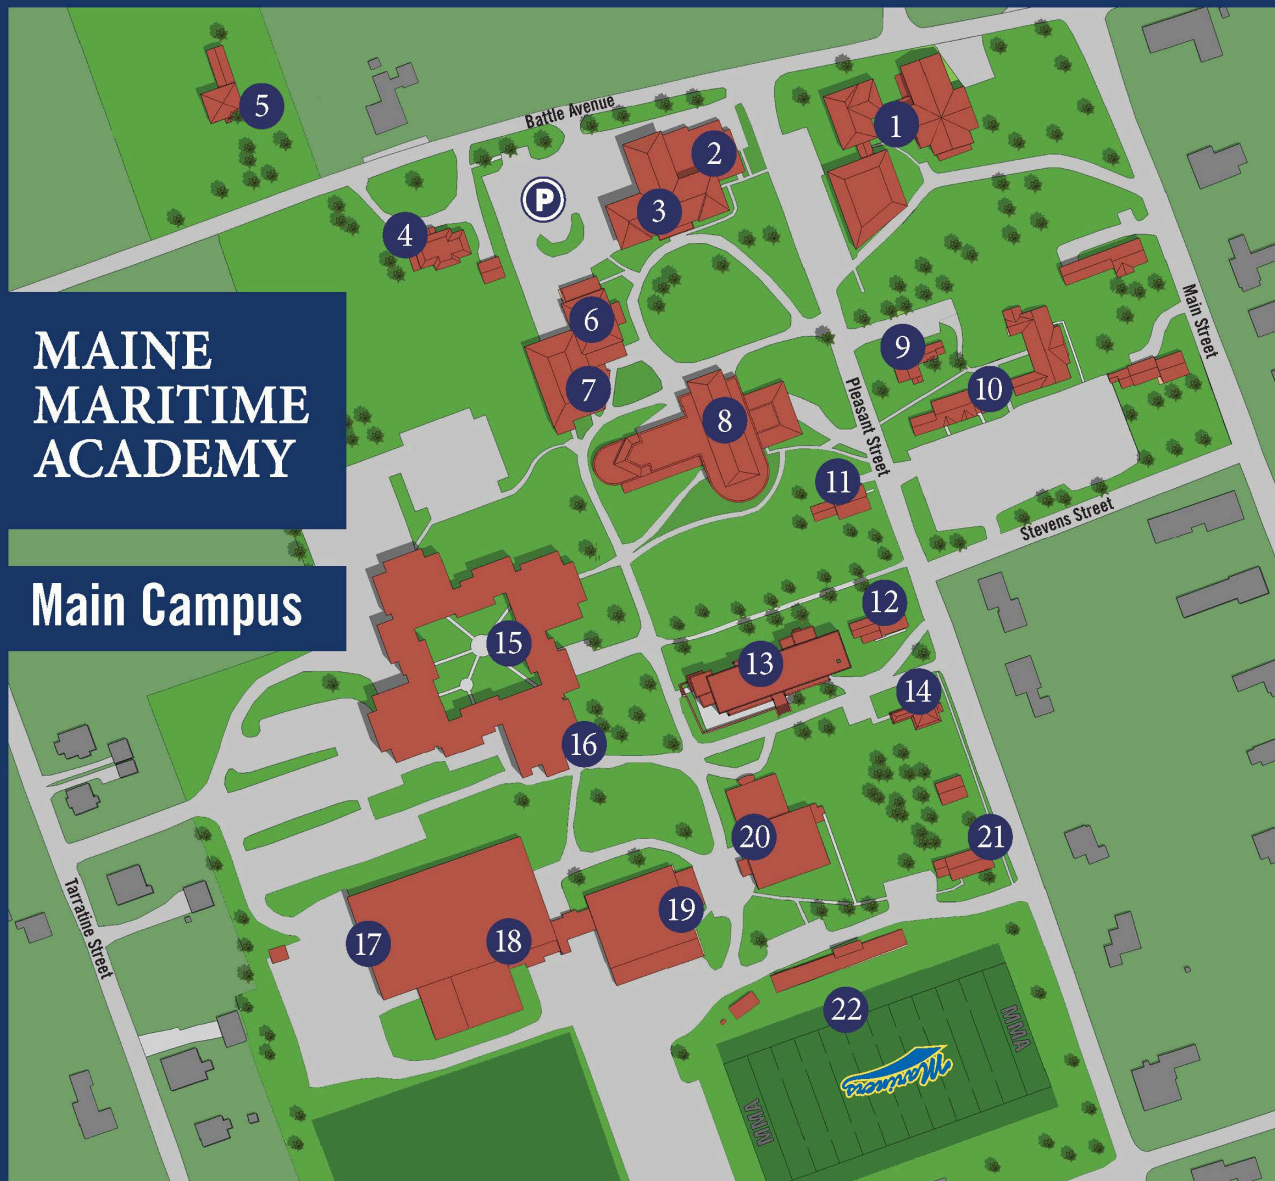 5
Battle Avenue
1
2
P
3
4
MAINE
MARITIME
ACADEMY
6
Main Street
9
7
Pleasant Street
10
8
11
Stevens Street
Main Campus
12
15
13
14
16
20
21
Tarratine Street
19
17
18
22
MMA
Mariners
MMA